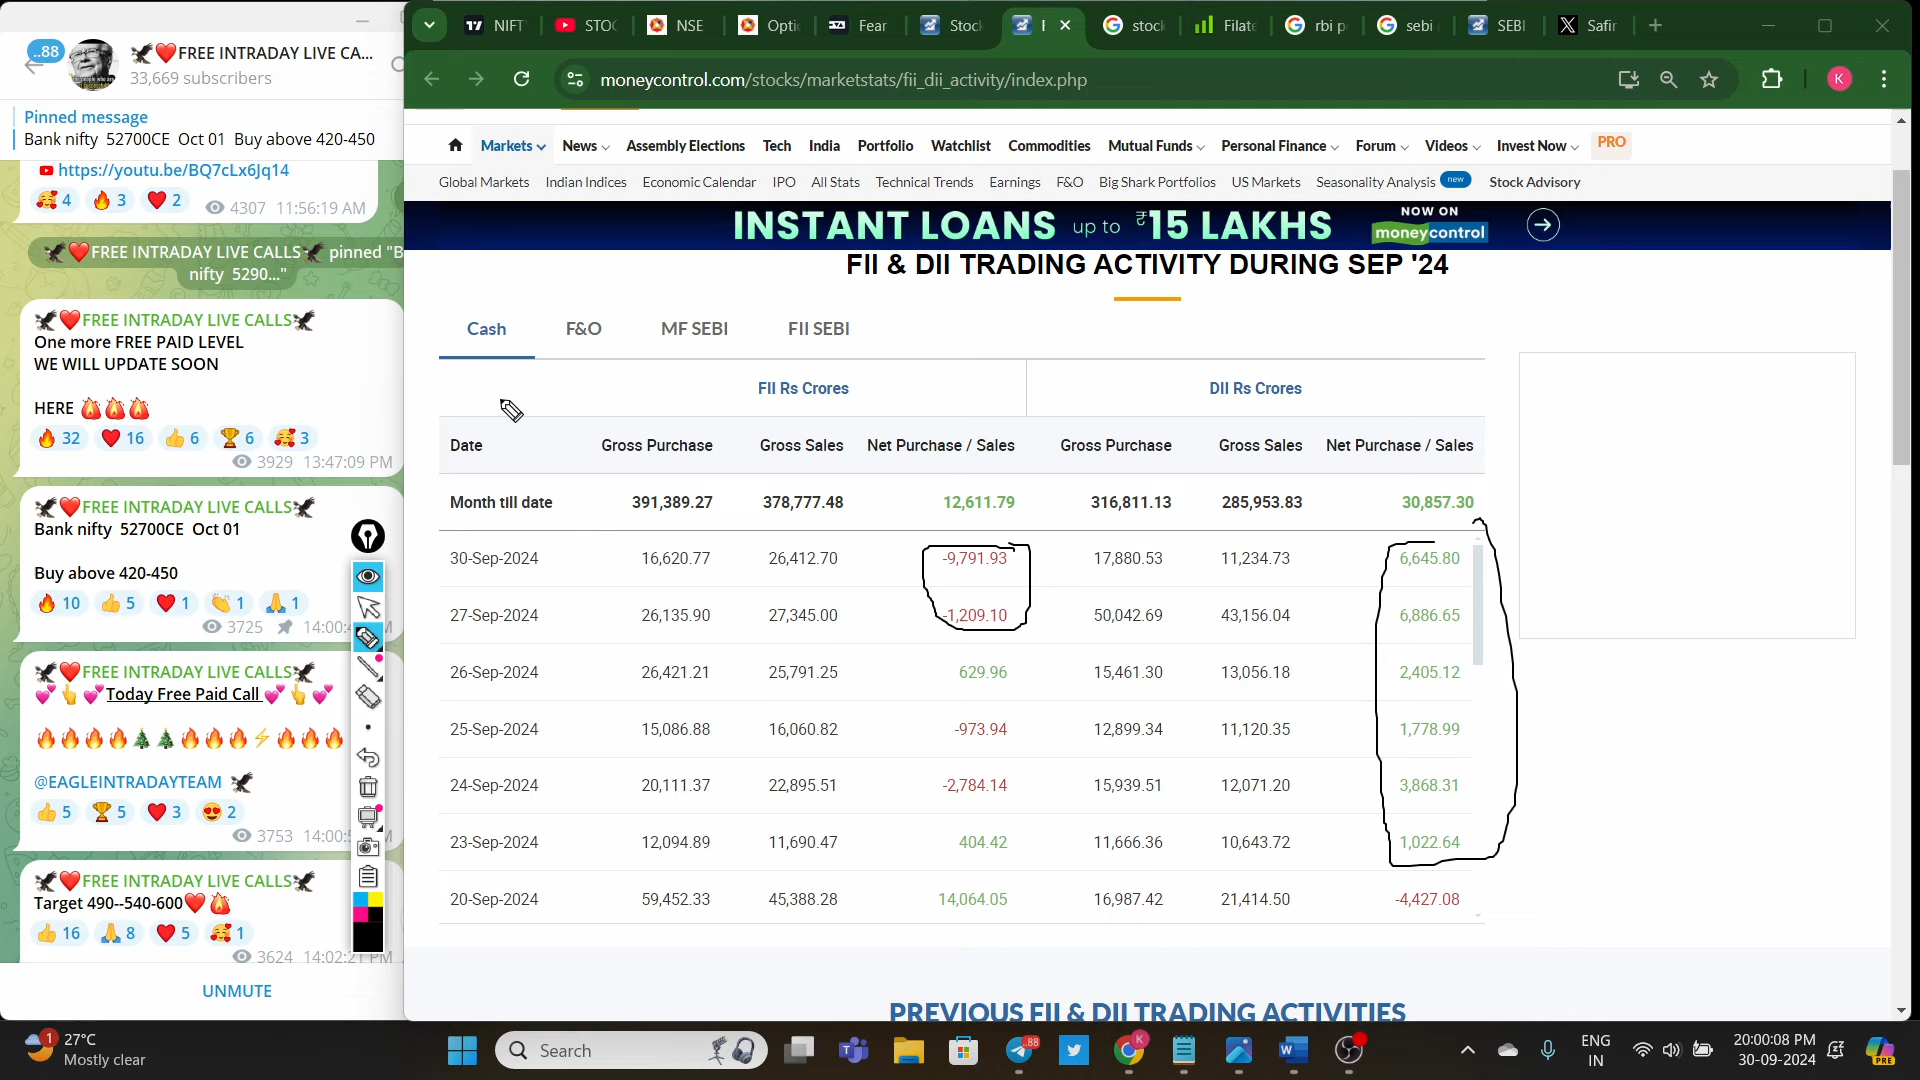 ..88
🦅❤️FREE INTRADAY LIVE CA...
33,669 subscribers
Pinned message
Bank nifty 52700CE Oct 01 Buy above 420-450
https://youtu.be/BQ7cLx6Jq14
🥰 4 🔥 3 ❤️ 2 4307 11:56:19 AM
🦅❤️FREE INTRADAY LIVE CALLS🦅 pinned "B
nifty 5290..."
🦅❤️FREE INTRADAY LIVE CALLS🦅
One more FREE PAID LEVEL
WE WILL UPDATE SOON
HERE 🔥🔥🔥
🔥 32 ❤️ 16 👍 6 🏆 6 🥰 3
3929 13:47:09 PM
🦅❤️FREE INTRADAY LIVE CALLS🦅
Bank nifty 52700CE Oct 01
Buy above 420-450
🔥 10 👍 5 ❤️ 1 👏 1 🙏 1
3725 14:00:
🦅❤️FREE INTRADAY LIVE CALLS🦅
💕👆💕Today Free Paid Call 💕👆💕
🔥🔥🔥🔥🎄🎄🔥🔥🔥⚡🔥🔥🔥
@EAGLEINTRADAYTEAM 🦅
👍 5 🏆 5 ❤️ 3 😍 2
3753 14:00:
🦅❤️FREE INTRADAY LIVE CALLS🦅
Target 490--540-600❤️🔥
👍 16 🙏 8 ❤️ 5 🥰 1
3624 14:02:21 PM
UNMUTE
NIFT
STOC
NSE
Opti
Fear
Stock
F
stock
Filate
rbi p
sebi
SEBI
Safir
moneycontrol.com/stocks/marketstats/fii_dii_activity/index.php
K
Markets News Assembly Elections Tech India Portfolio Watchlist Commodities Mutual Funds Personal Finance Forum Videos Invest Now PRO
Global Markets Indian Indices Economic Calendar IPO All Stats Technical Trends Earnings F&O Big Shark Portfolios US Markets Seasonality Analysis new Stock Advisory
INSTANT LOANS up to ₹15 LAKHS NOW ON
moneycontrol
FII & DII TRADING ACTIVITY DURING SEP '24
Cash F&O MF SEBI FII SEBI
FII Rs Crores DII Rs Crores
Date Gross Purchase Gross Sales Net Purchase / Sales Gross Purchase Gross Sales Net Purchase / Sales
Month till date 391,389.27 378,777.48 12,611.79 316,811.13 285,953.83 30,857.30
30-Sep-2024 16,620.77 26,412.70 -9,791.93 17,880.53 11,234.73 6,645.80
27-Sep-2024 26,135.90 27,345.00 -1,209.10 50,042.69 43,156.04 6,886.65
26-Sep-2024 26,421.21 25,791.25 629.96 15,461.30 13,056.18 2,405.12
25-Sep-2024 15,086.88 16,060.82 -973.94 12,899.34 11,120.35 1,778.99
24-Sep-2024 20,111.37 22,895.51 -2,784.14 15,939.51 12,071.20 3,868.31
23-Sep-2024 12,094.89 11,690.47 404.42 11,666.36 10,643.72 1,022.64
20-Sep-2024 59,452.33 45,388.28 14,064.05 16,987.42 21,414.50 -4,427.08
PREVIOUS FII & DII TRADING ACTIVITIES
1
27°C
Mostly clear
Search
.88
K
ENG
IN
20:00:08 PM
30-09-2024
PRE